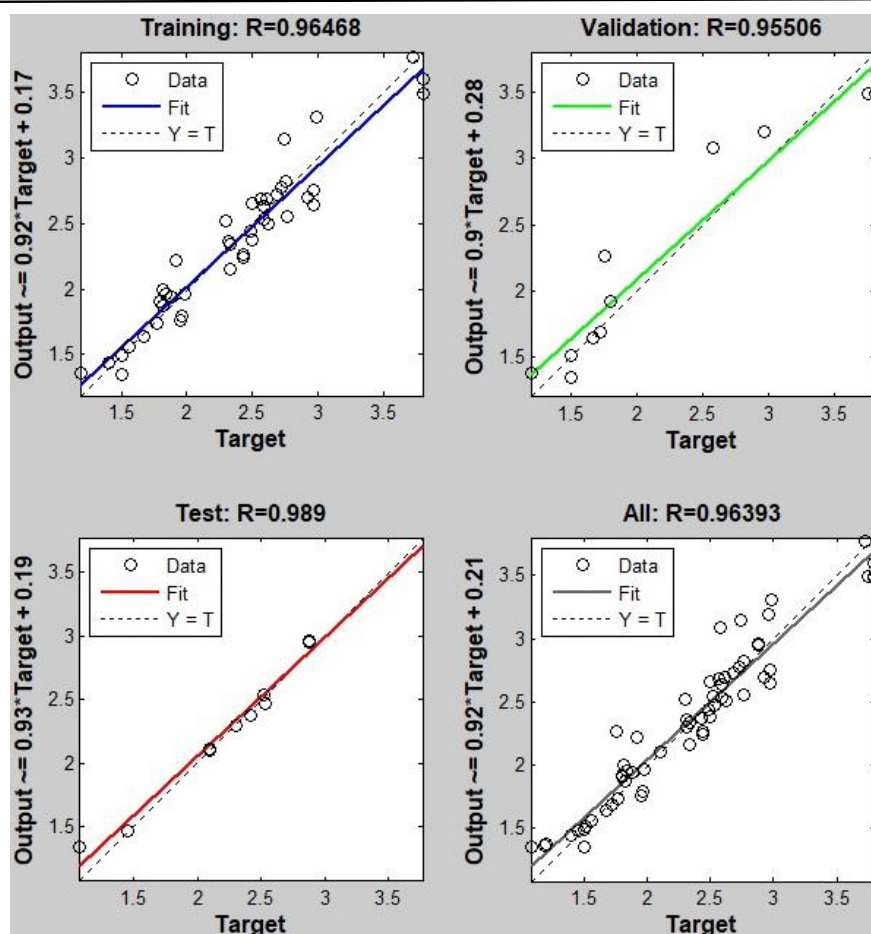 Training: R=0.96468
Output ~= 0.92*Target + 0.17
Data
Fit
Y = T
3.5
3
2.5
2
1.5
1.5
2
2.5
3
3.5
Target
Validation: R=0.95506
Output ~= 0.9*Target + 0.28
Data
Fit
Y = T
3.5
3
2.5
2
1.5
1.5
2
2.5
3
3.5
Target
Test: R=0.989
Output ~= 0.93*Target + 0.19
Data
Fit
Y = T
3.5
3
2.5
2
1.5
1.5
2
2.5
3
3.5
Target
All: R=0.96393
Output ~= 0.92*Target + 0.21
Data
Fit
Y = T
3.5
3
2.5
2
1.5
1.5
2
2.5
3
3.5
Target